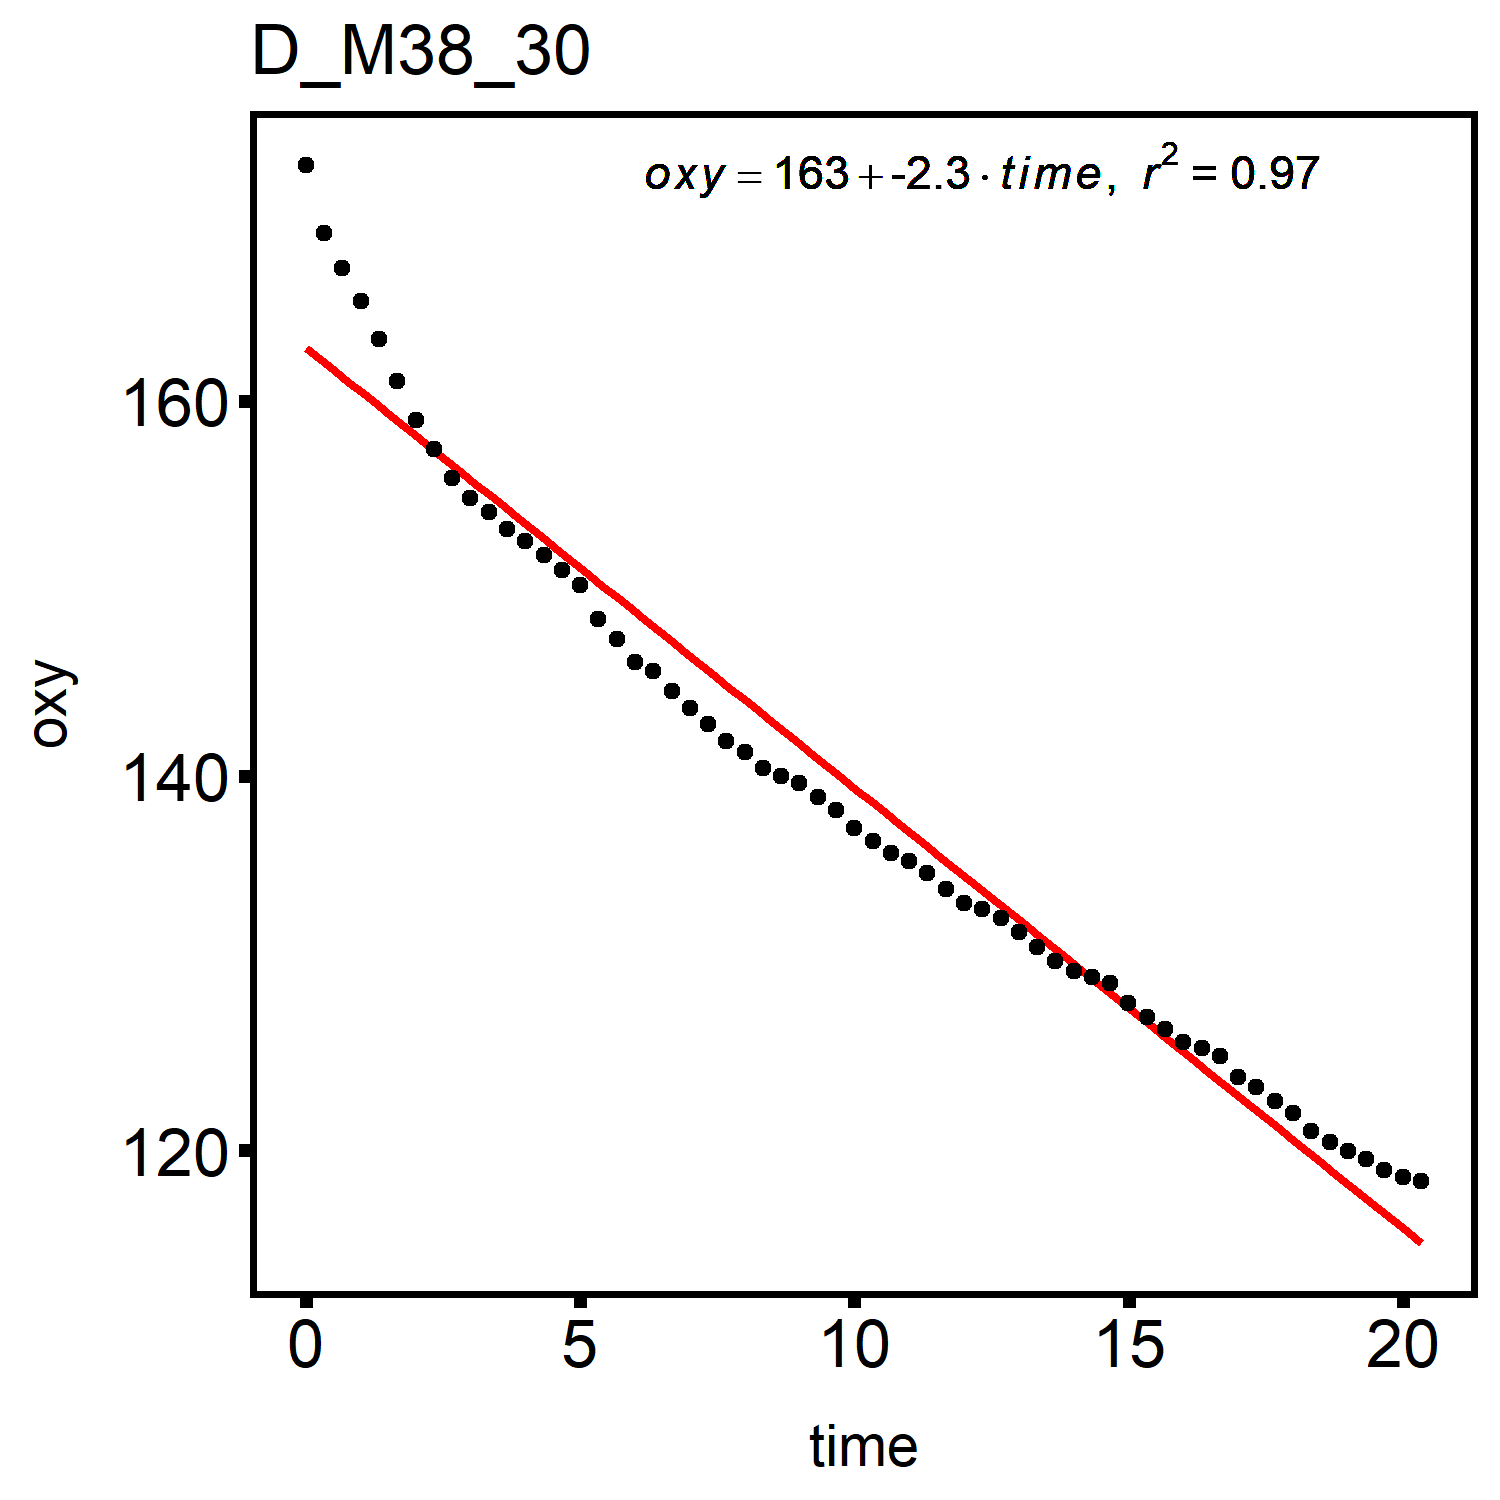 D_M38_30
oxy = 163 + -2.3 · time, r² = 0.97
160
140
120
oxy
0 5 10 15 20
time